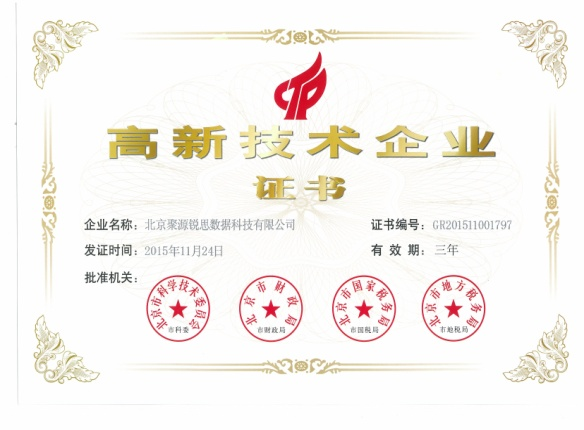 高新技术企业
证书
企业名称：北京聚源锐思数据科技有限公司
证书编号：GR201511001797
发证时间：2015年11月24日
有效期：三年
批准机关：
北京市科学技术委员会
市科委
北京市财政局
市财政局
北京市国家税务局
市国税局
北京市地方税务局
市地税局